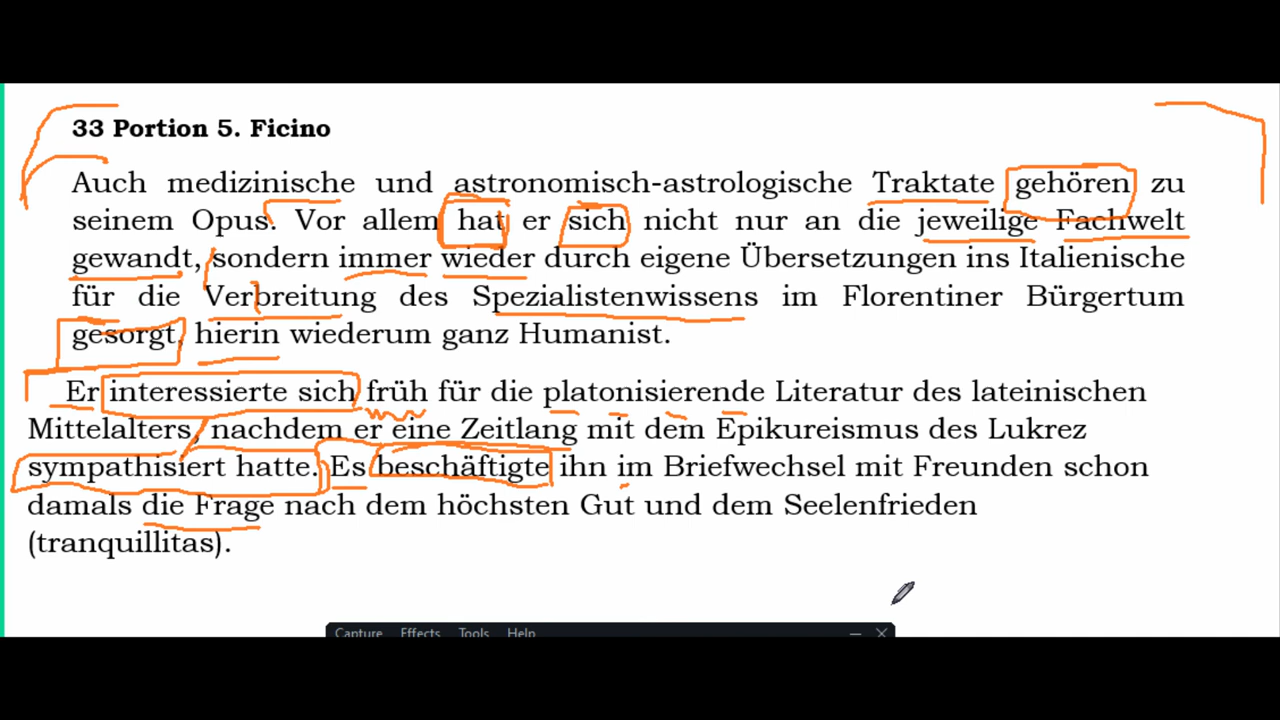 33 Portion 5. Ficino
Auch medizinische und astronomisch-astrologische Traktate gehören zu
seinem Opus. Vor allem hat er sich nicht nur an die jeweilige Fachwelt
gewandt, sondern immer wieder durch eigene Übersetzungen ins Italienische
für die Verbreitung des Spezialistenwissens im Florentiner Bürgertum
gesorgt, hierin wiederum ganz Humanist.
Er interessierte sich früh für die platonisierende Literatur des lateinischen
Mittelalters, nachdem er eine Zeitlang mit dem Epikureismus des Lukrez
sympathisiert hatte. Es beschäftigte ihn im Briefwechsel mit Freunden schon
damals die Frage nach dem höchsten Gut und dem Seelenfrieden
(tranquillitas).
Capture Effects Tools Help